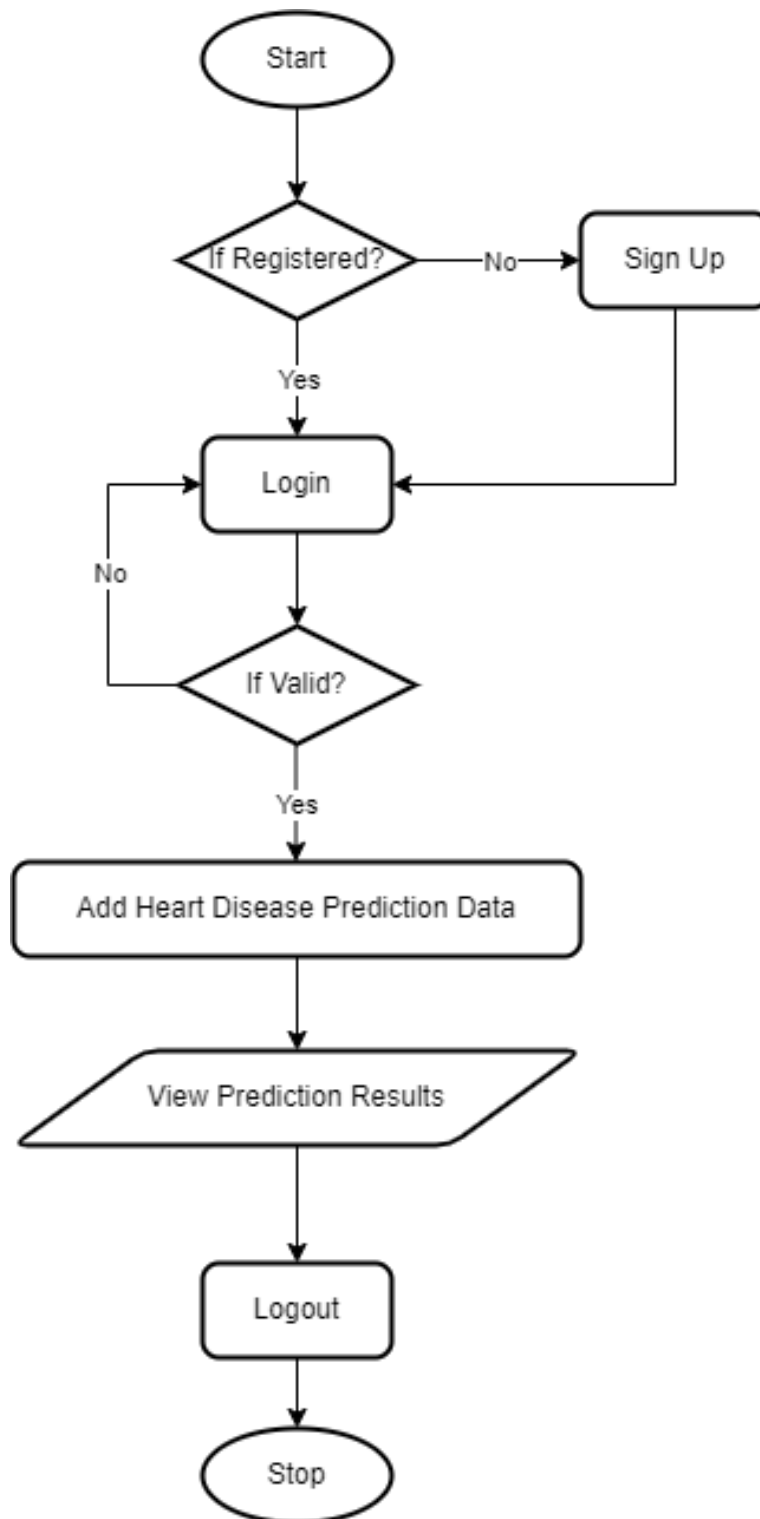 Start
If Registered?
No
Sign Up
Yes
Login
No
If Valid?
Yes
Add Heart Disease Prediction Data
View Prediction Results
Logout
Stop